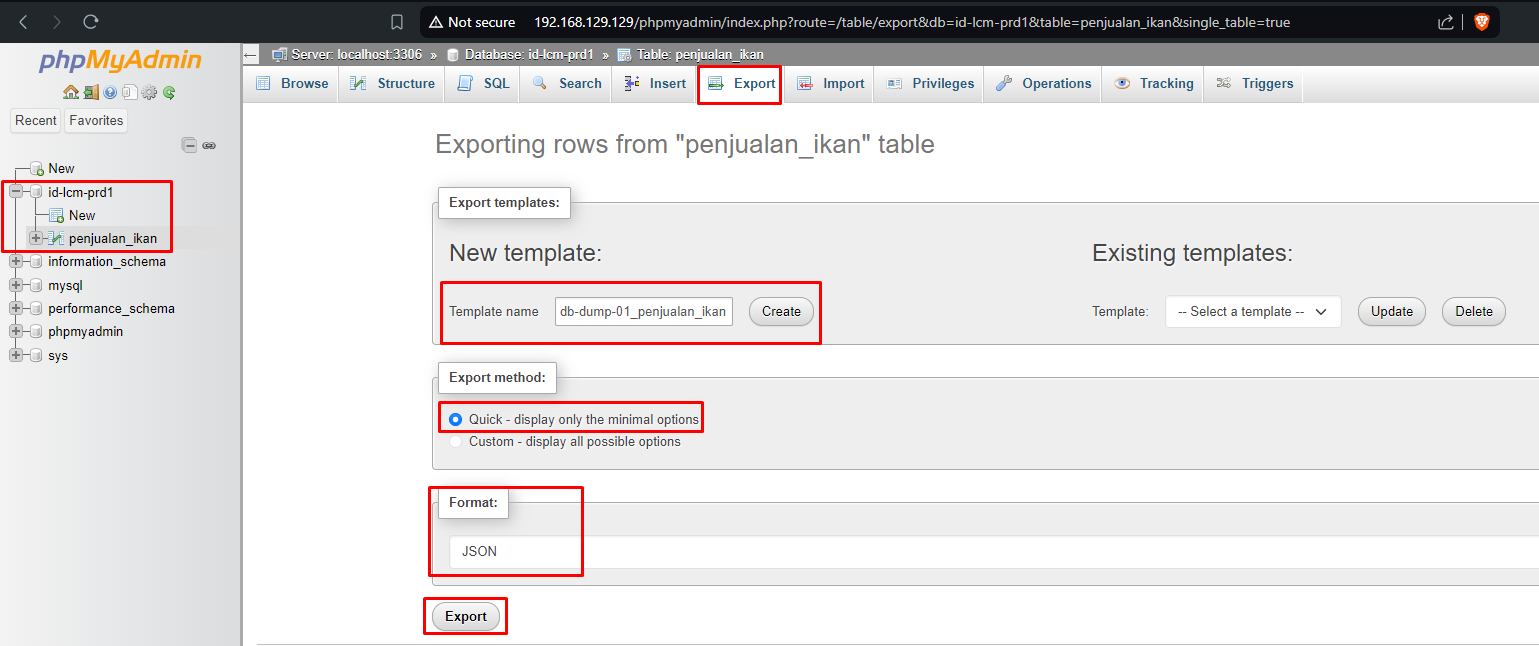 Not secure 192.168.129.129/phpmyadmin/index.php?route=/table/export&db=id-lcm-prd1&table=penjualan_ikan&single_table=true
phpMyAdmin
Recent Favorites
New
id-lcm-prd1
New
penjualan_ikan
information_schema
mysql
performance_schema
phpmyadmin
sys
Server: localhost:3306 » Database: id-lcm-prd1 » Table: penjualan_ikan
Browse Structure SQL Search Insert Export Import Privileges Operations Tracking Triggers
Exporting rows from "penjualan_ikan" table
Export templates:
New template:
Template name db-dump-01_penjualan_ikan Create
Existing templates:
Template: -- Select a template -- Update Delete
Export method:
Quick - display only the minimal options
Custom - display all possible options
Format:
JSON
Export